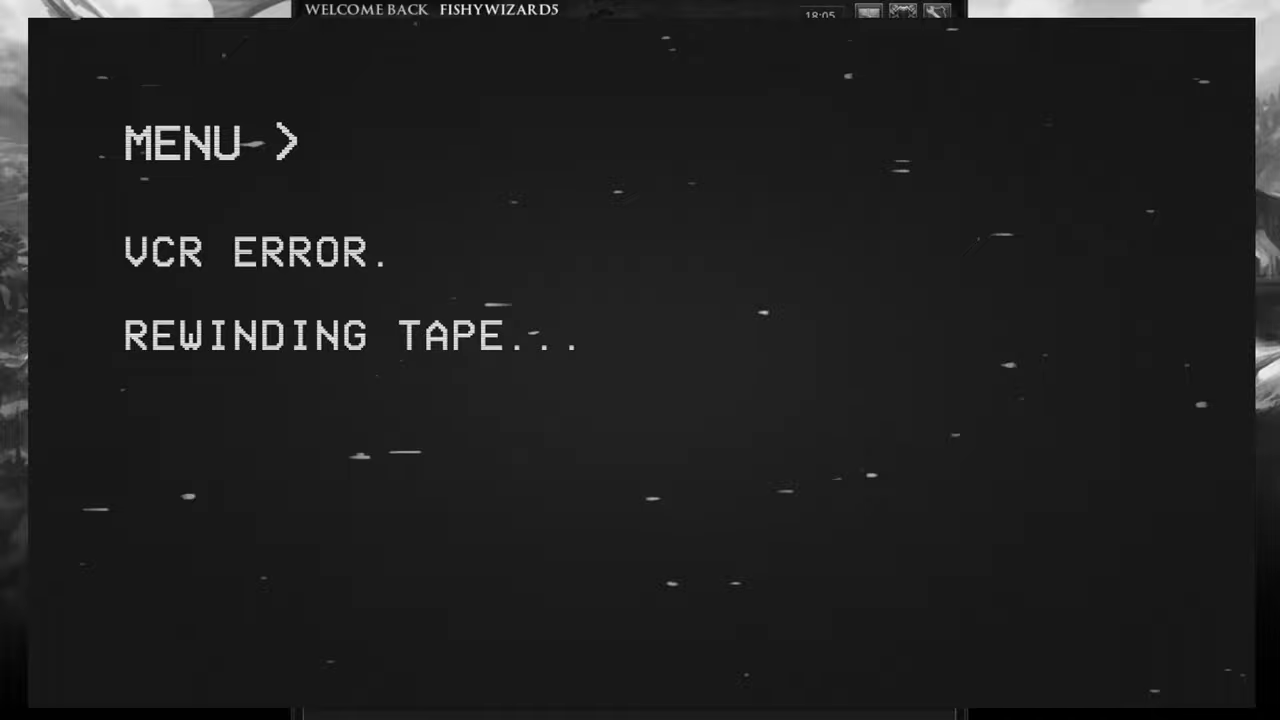 WELCOME BACK FISHYWIZARD5
18:05
MENU >
VCR ERROR.
REWINDING TAPE...